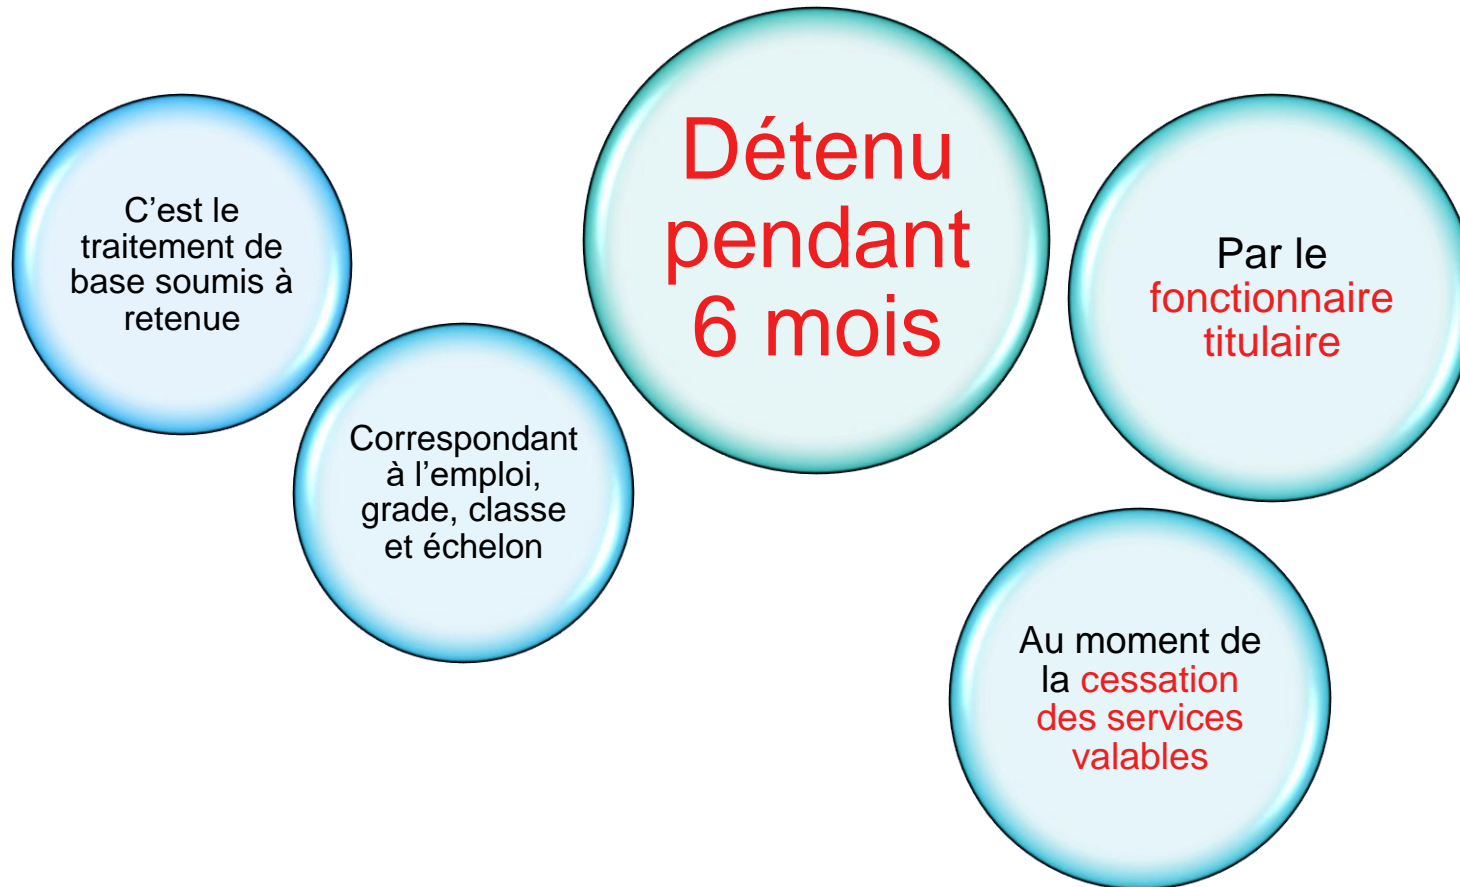 C’est le
traitement de
base soumis à
retenue
Correspondant
à l’emploi,
grade, classe
et échelon
Détenu
pendant
6 mois
Par le
fonctionnaire
titulaire
Au moment de
la cessation
des services
valables